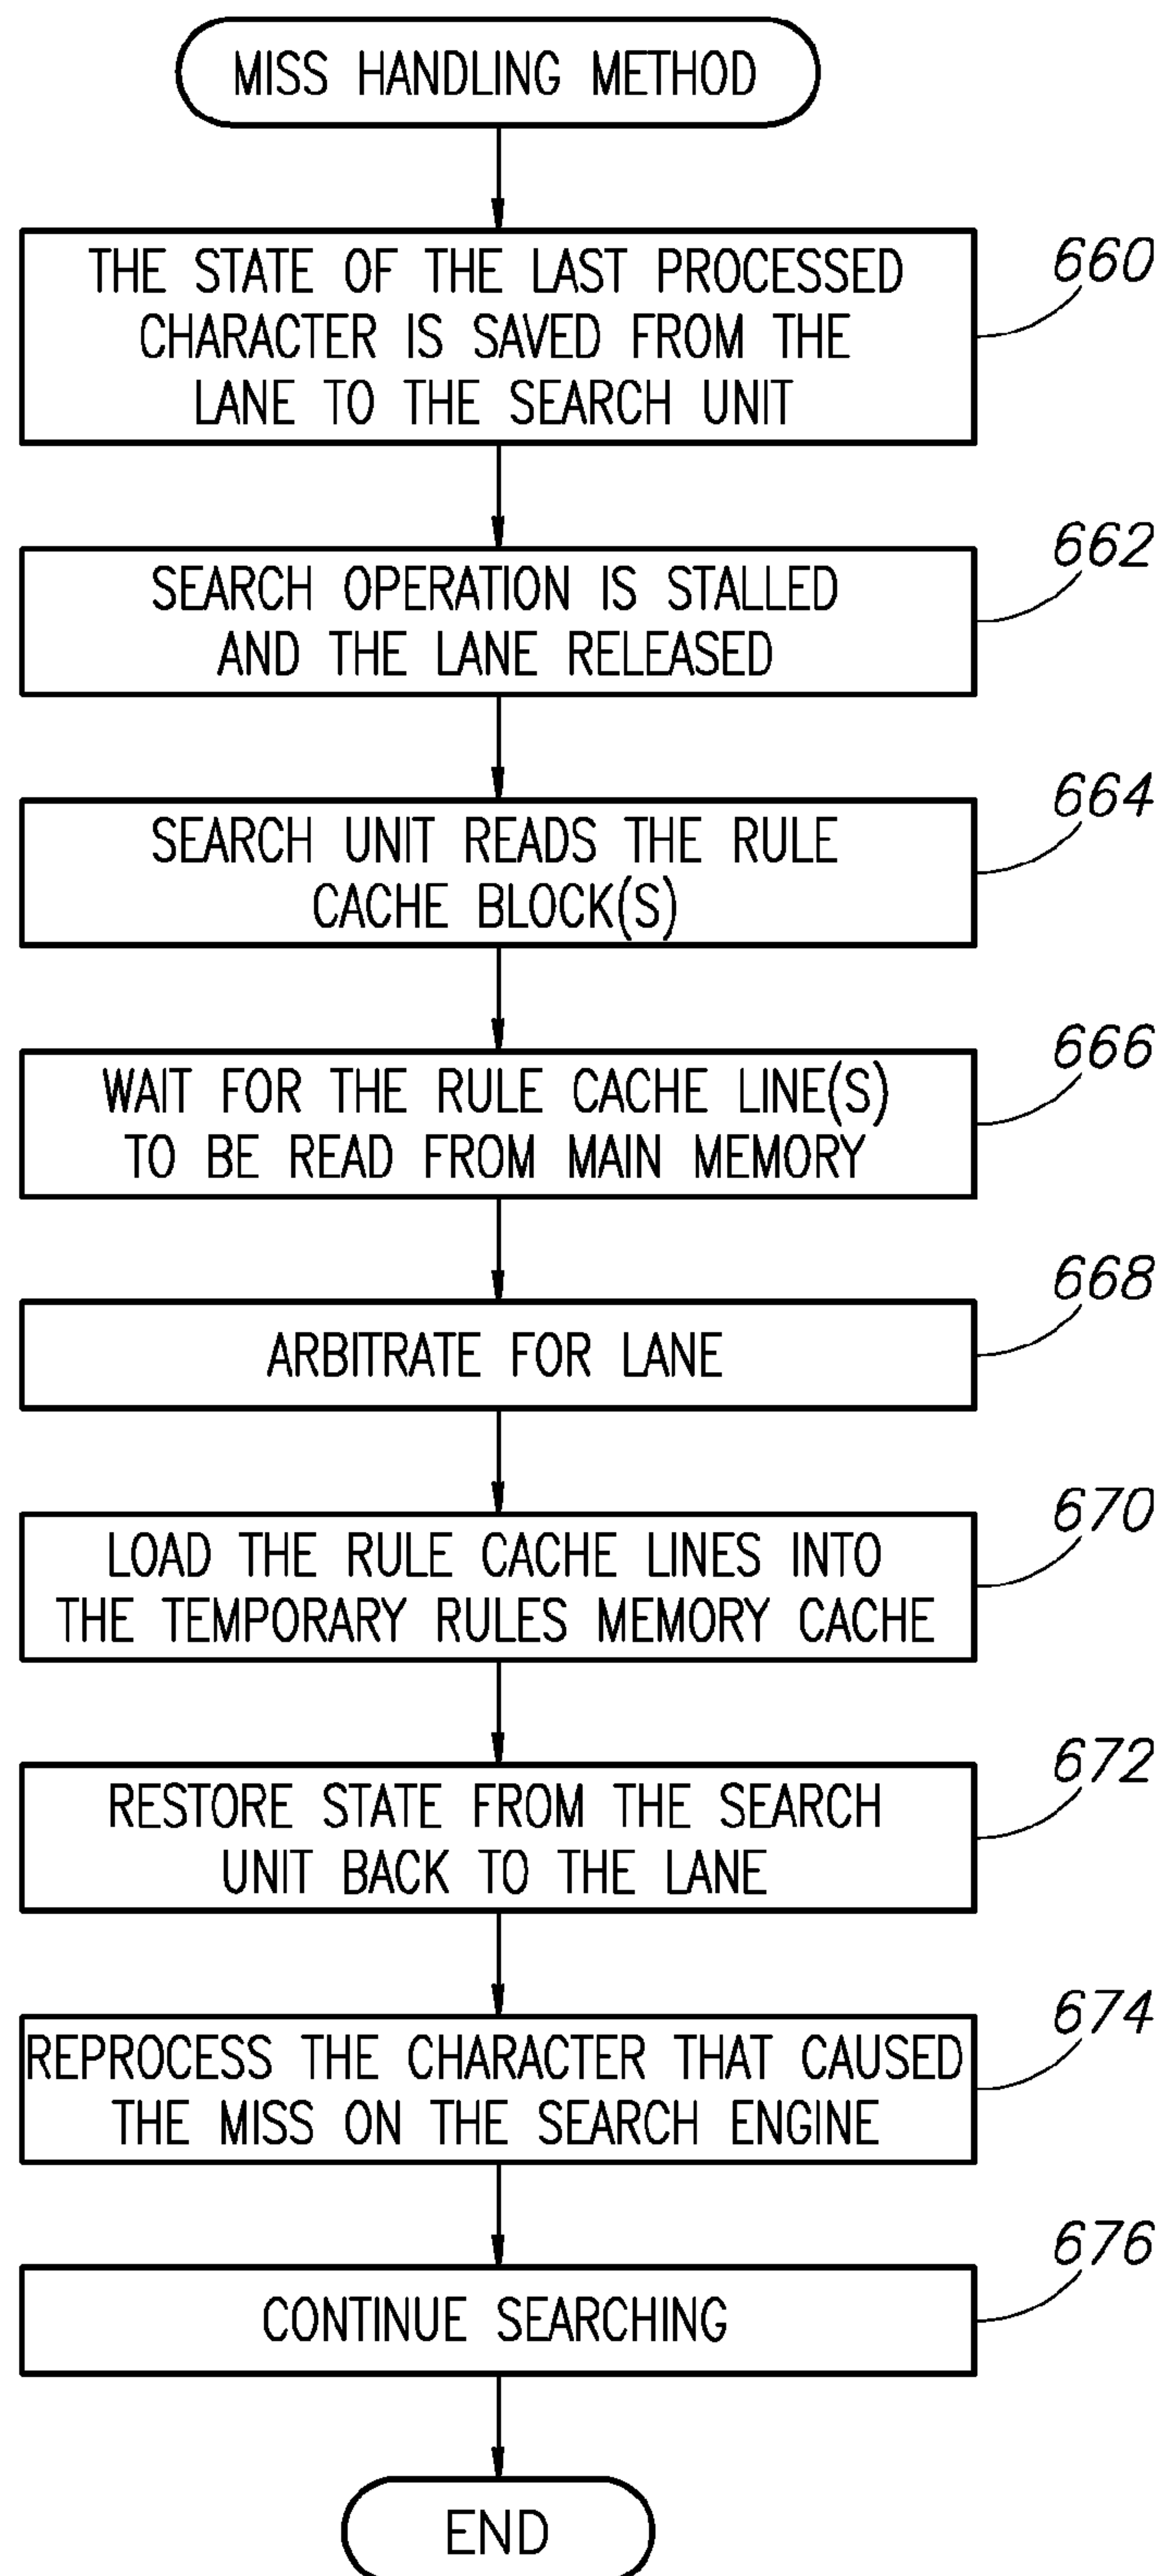 MISS HANDLING METHOD
THE STATE OF THE LAST PROCESSED
CHARACTER IS SAVED FROM THE
LANE TO THE SEARCH UNIT
660
SEARCH OPERATION IS STALLED
AND THE LANE RELEASED
662
SEARCH UNIT READS THE RULE
CACHE BLOCK(S)
664
WAIT FOR THE RULE CACHE LINE(S)
TO BE READ FROM MAIN MEMORY
666
ARBITRATE FOR LANE
668
LOAD THE RULE CACHE LINES INTO
THE TEMPORARY RULES MEMORY CACHE
670
RESTORE STATE FROM THE SEARCH
UNIT BACK TO THE LANE
672
REPROCESS THE CHARACTER THAT CAUSED
THE MISS ON THE SEARCH ENGINE
674
CONTINUE SEARCHING
676
END